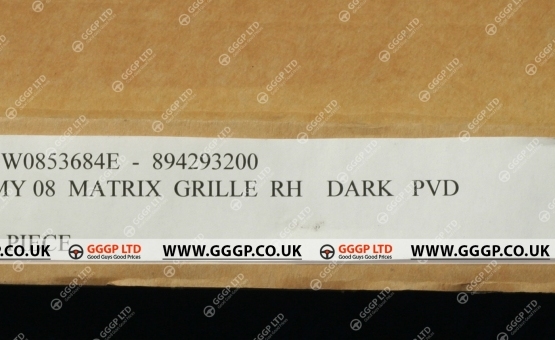 W0853684E - 894293200
MY 08 MATRIX GRILLE RH DARK PVD
PIECE
GGGP LTD
Good Guys Good Prices
WWW.GGGP.CO.UK
GGGP LTD
Good Guys Good Prices
WWW.GGGP.CO.UK